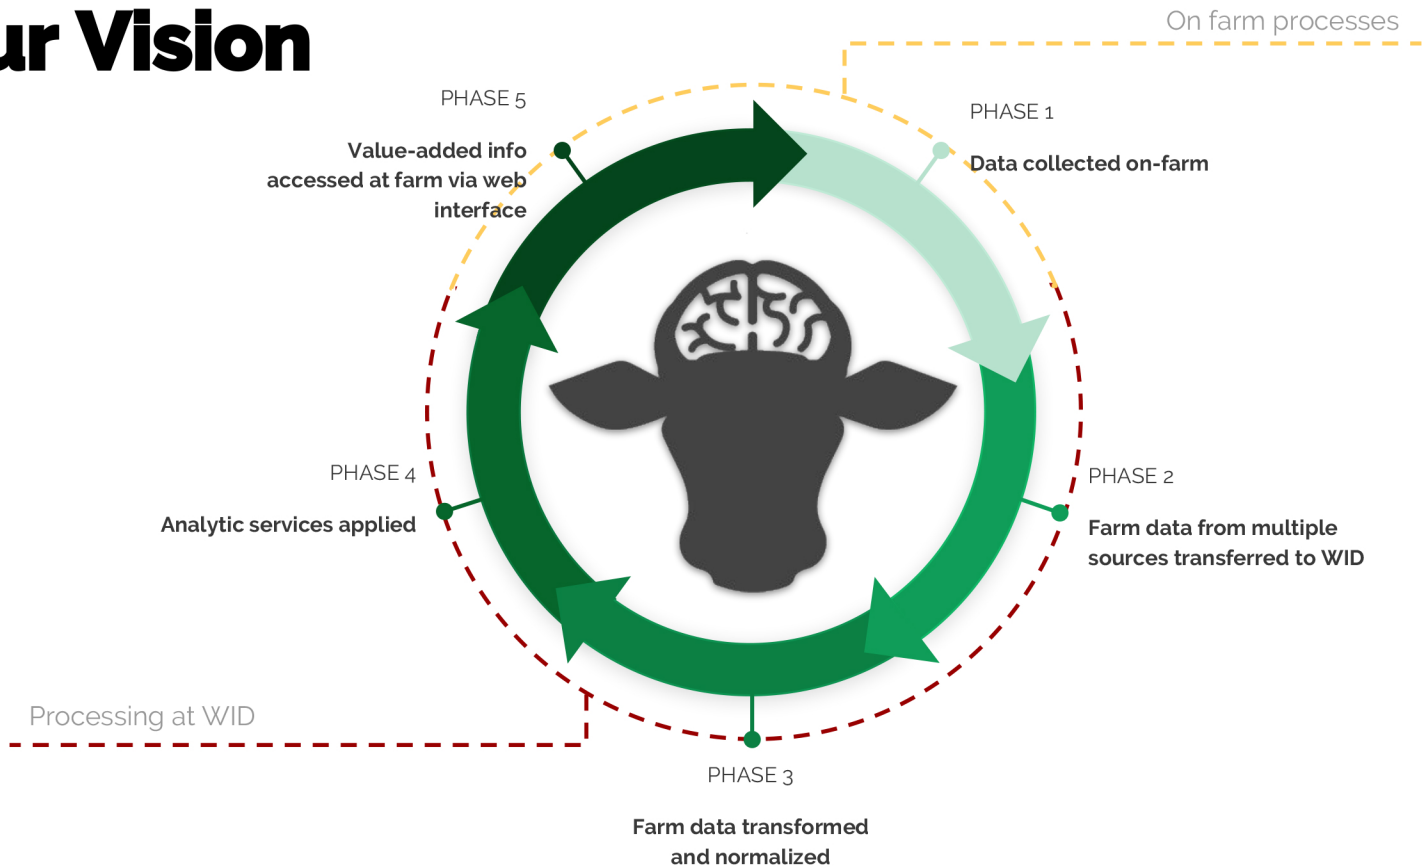 ur Vision
On farm processes
PHASE 5
Value-added info
accessed at farm via web
interface
PHASE 1
Data collected on-farm
PHASE 4
Analytic services applied
PHASE 2
Farm data from multiple
sources transferred to WID
Processing at WID
PHASE 3
Farm data transformed
and normalized